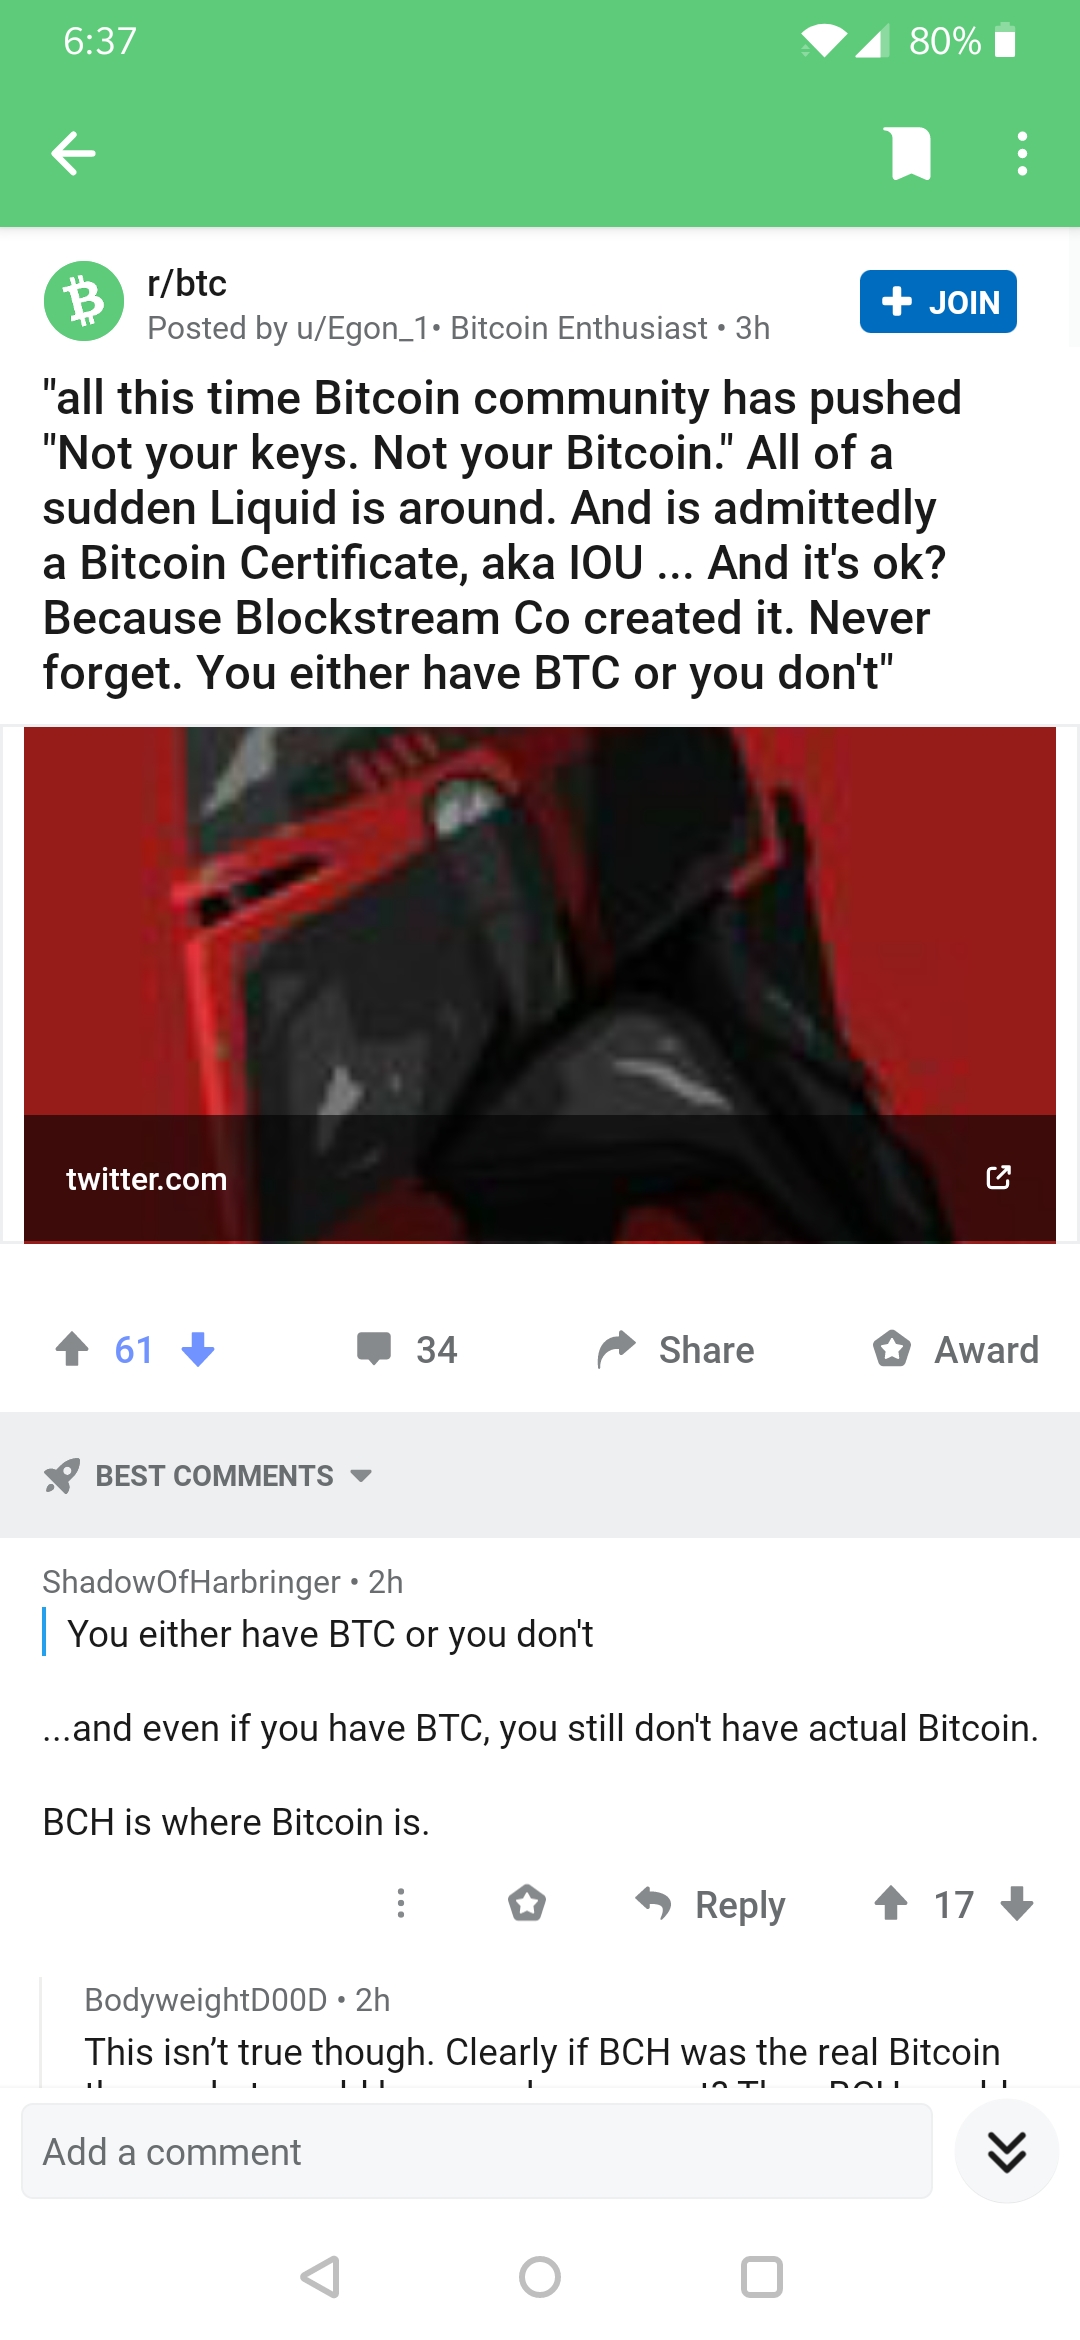 6:37
80%
r/btc
Posted by u/Egon_1• Bitcoin Enthusiast • 3h
JOIN
"all this time Bitcoin community has pushed
"Not your keys. Not your Bitcoin." All of a
sudden Liquid is around. And is admittedly
a Bitcoin Certificate, aka IOU ... And it's ok?
Because Blockstream Co created it. Never
forget. You either have BTC or you don't"
twitter.com
61
34
Share
Award
BEST COMMENTS
ShadowOfHarbringer • 2h
You either have BTC or you don't
...and even if you have BTC, you still don't have actual Bitcoin.
BCH is where Bitcoin is.
Reply
17
BodyweightD00D • 2h
This isn’t true though. Clearly if BCH was the real Bitcoin
Add a comment